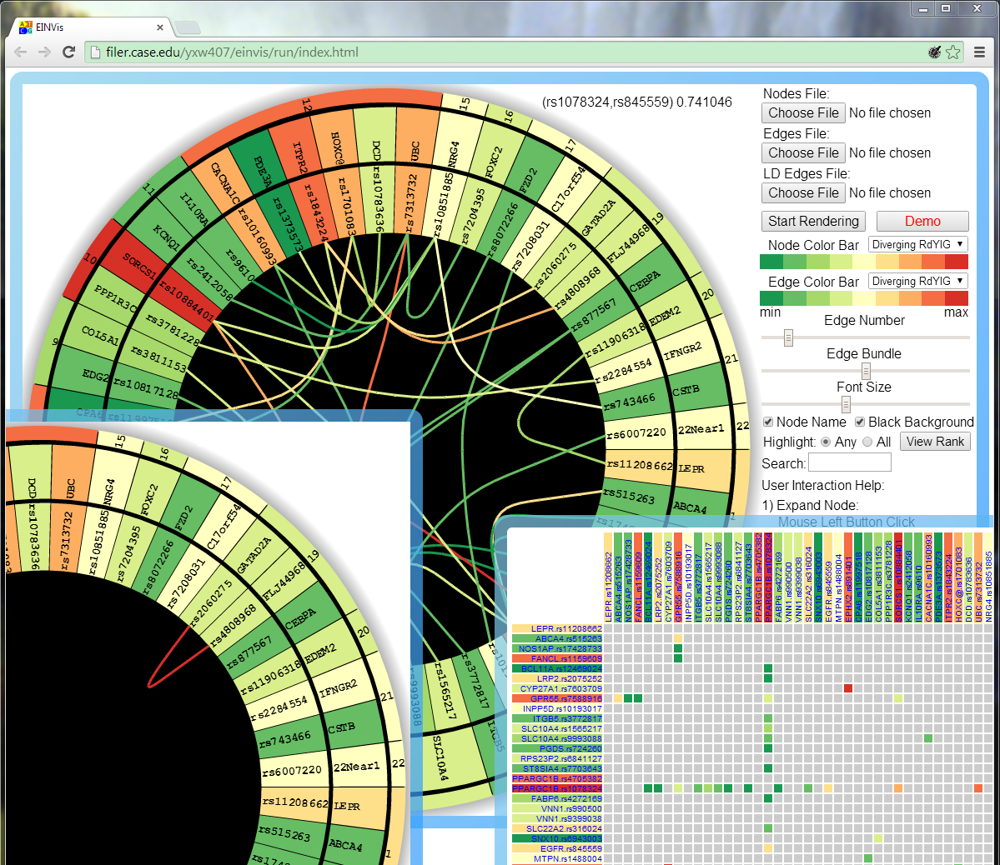 EINVis
filer.case.edu/yxw407/einvis/run/index.html
(rs1078324,rs845559) 0.741046
Nodes File:
Choose File No file chosen
Edges File:
Choose File No file chosen
LD Edges File:
Choose File No file chosen
Start Rendering Demo
Node Color Bar Diverging RdYlG
Edge Color Bar Diverging RdYlG
min max
Edge Number
Edge Bundle
Font Size
Node Name Black Background
Highlight: Any All View Rank
Search:
User Interaction Help:
1) Expand Node:
Mouse Left Button Click
9
10
11
12
15
16
17
19
20
21
22
1
CPA6
EDG2 rs10817128
COL5A1 rs3811153
PPP1R3C rs3781228
SORCS1 rs10884401
KCNQ1 rs2412058
IL10RA rs9610
CACNA1C rs10160993
PDE3A rs1373573
ITPR2 rs1843224
HOXC@ rs1701083
DCD rs10783636
UBC rs7313732
NRG4 rs10851885
FOXC2 rs7204395
FZD2 rs8072266
C17orf54 rs7208031
GATAD2A rs2060275
FLJ44968 rs4808968
CEBPA rs877567
EDEM2 rs11906318
IFNGR2 rs2284554
CSTB rs743466
22Near1 rs6007220
LEPR rs11208662
ABCA4 rs515263
rs3772817
ITGB5
rs1565217
SLC10A4
rs9993088
15
16
17
19
20
21
22
1
DCD rs10783636
UBC rs7313732
NRG4 rs10851885
FOXC2 rs7204395
FZD2 rs8072266
C17orf54 rs7208031
GATAD2A rs2060275
FLJ44968 rs4808968
CEBPA rs877567
EDEM2 rs11906318
IFNGR2 rs2284554
CSTB rs743466
22Near1 rs6007220
LEPR rs11208662
ABCA4 rs515263
LEPR.rs11208662
ABCA4.rs515263
NOS1AP.rs17428733
FANCL.rs1159609
BCL11A.rs12469024
LRP2.rs2075252
CYP27A1.rs7603709
GPR55.rs7588916
INPP5D.rs10193017
ITGB5.rs3772817
SLC10A4.rs1565217
SLC10A4.rs9993088
PGDS.rs724260
RPS23P2.rs6841127
ST8SIA4.rs7703643
PPARGC1B.rs4705382
PPARGC1B.rs1078324
FABP6.rs4272169
VNN1.rs990500
VNN1.rs9399038
SLC22A2.rs316024
SNX10.rs6943003
EGFR.rs845559
MTPN.rs1488004
EPHX2.rs891401
CPA6.rs11997518
EDG2.rs10817128
COL5A1.rs3811153
PPP1R3C.rs3781228
SORCS1.rs10884401
KCNQ1.rs2412058
IL10RA.rs9610
CACNA1C.rs10160993
PDE3A.rs1373573
ITPR2.rs1843224
HOXC@.rs1701083
DCD.rs10783636
UBC.rs7313732
NRG4.rs10851885
LEPR.rs11208662
ABCA4.rs515263
NOS1AP.rs17428733
FANCL.rs1159609
BCL11A.rs12469024
LRP2.rs2075252
CYP27A1.rs7603709
GPR55.rs7588916
INPP5D.rs10193017
ITGB5.rs3772817
SLC10A4.rs1565217
SLC10A4.rs9993088
PGDS.rs724260
RPS23P2.rs6841127
ST8SIA4.rs7703643
PPARGC1B.rs4705382
PPARGC1B.rs1078324
FABP6.rs4272169
VNN1.rs990500
VNN1.rs9399038
SLC22A2.rs316024
SNX10.rs6943003
EGFR.rs845559
MTPN.rs1488004